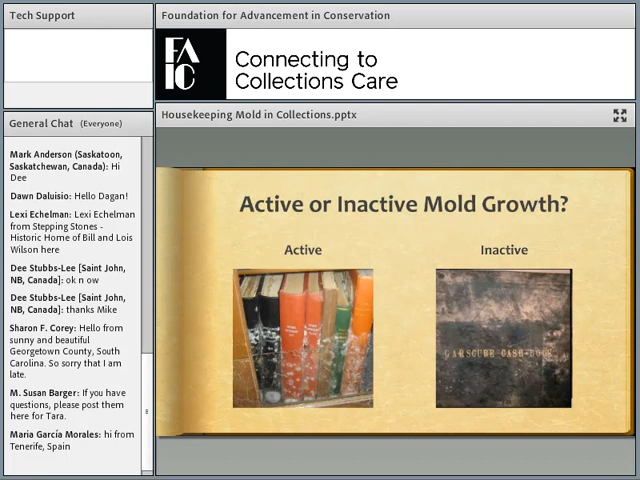 Tech Support
Foundation for Advancement in Conservation
FA
IC
Connecting to
Collections Care
General Chat (Everyone)
Housekeeping Mold in Collections.pptx
Mark Anderson (Saskatoon,
Saskatchewan, Canada): Hi
Dee
Dawn Daluisio: Hello Dagan!
Lexi Echelman: Lexi Echelman
from Stepping Stones -
Historic Home of Bill and Lois
Wilson here
Dee Stubbs-Lee [Saint John,
NB, Canada]: ok n ow
Dee Stubbs-Lee [Saint John,
NB, Canada]: thanks Mike
Sharon F. Corey: Hello from
sunny and beautiful
Georgetown County, South
Carolina. So sorry that I am
late.
M. Susan Barger: If you have
questions, please post them
here for Tara.
Maria García Morales: hi from
Tenerife, Spain
Active or Inactive Mold Growth?
Active
Inactive
GARSCUBE CASH-BOOK